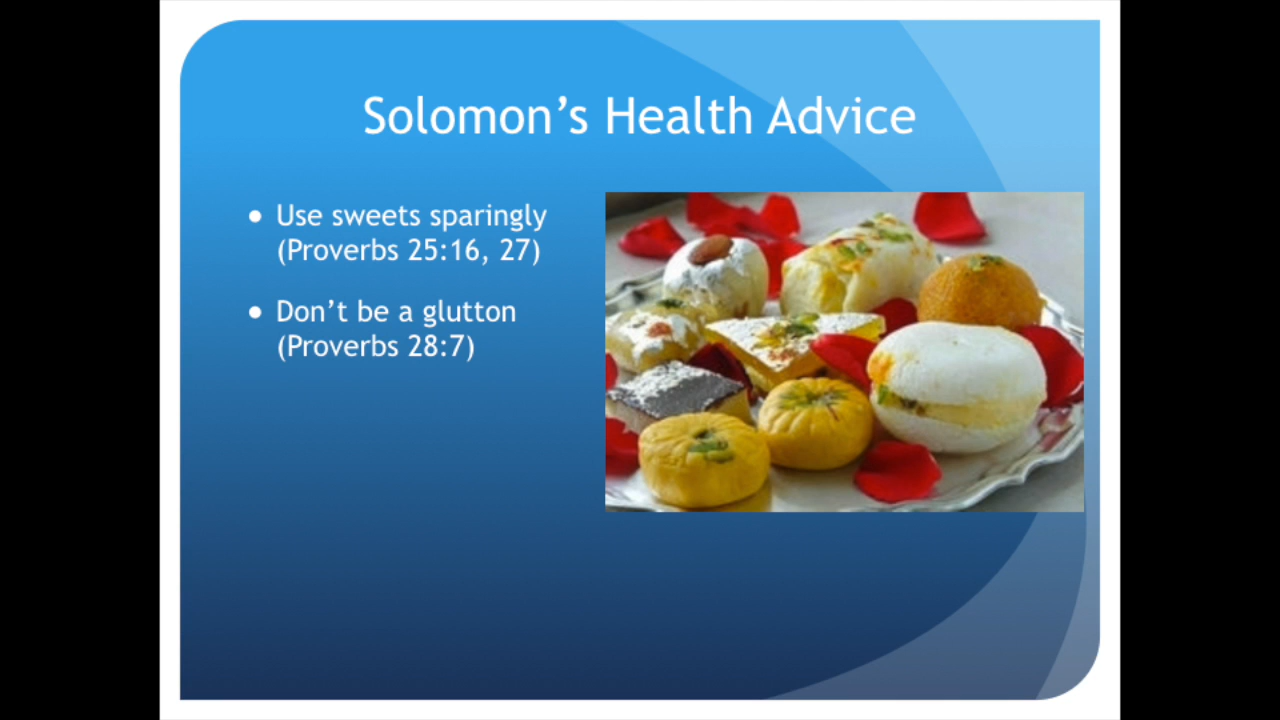 Solomon’s Health Advice
● Use sweets sparingly
(Proverbs 25:16, 27)
● Don’t be a glutton
(Proverbs 28:7)